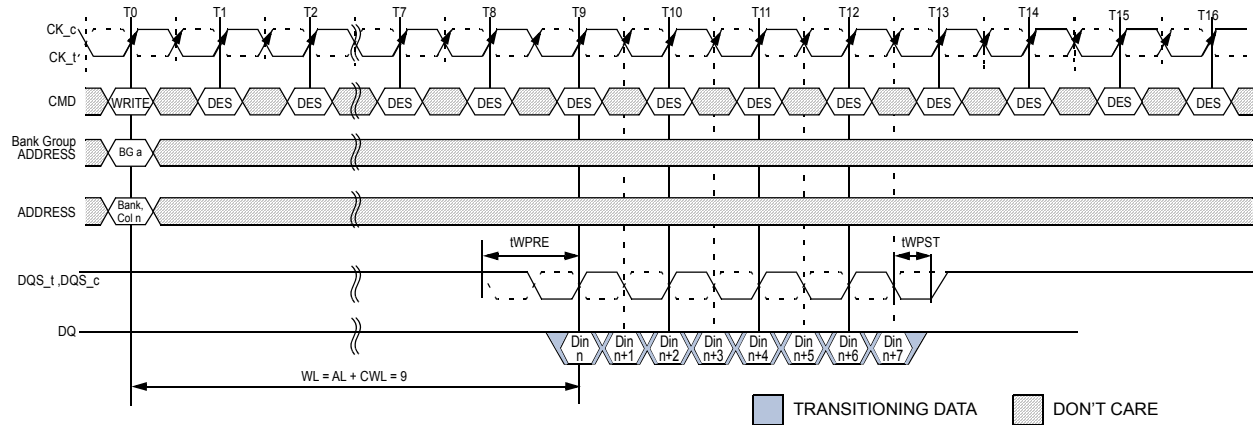 T0 T1 T2 T7 T8 T9 T10 T11 T12 T13 T14 T15 T16
CK_c
CK_t
CMD WRITE DES DES DES DES DES DES DES DES DES DES DES DES
Bank Group
ADDRESS BG a
ADDRESS Bank,
Col n
tWPRE tWPST
DQS_t ,DQS_c
DQ Din Din Din Din Din Din Din Din
n n+1 n+2 n+3 n+4 n+5 n+6 n+7
WL = AL + CWL = 9
TRANSITIONING DATA DON'T CARE